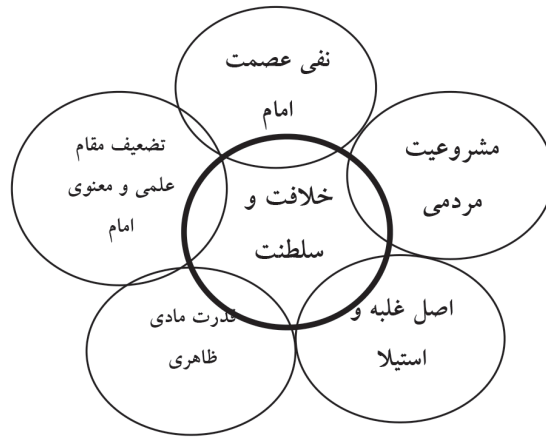 نفی عصمت
امام
مشروعیت
مردمی
تضعیف مقام
علمی و معنوی
امام
خلافت و
سلطنت
اصل غلبه و
استیلا
قدرت مادی
ظاهری